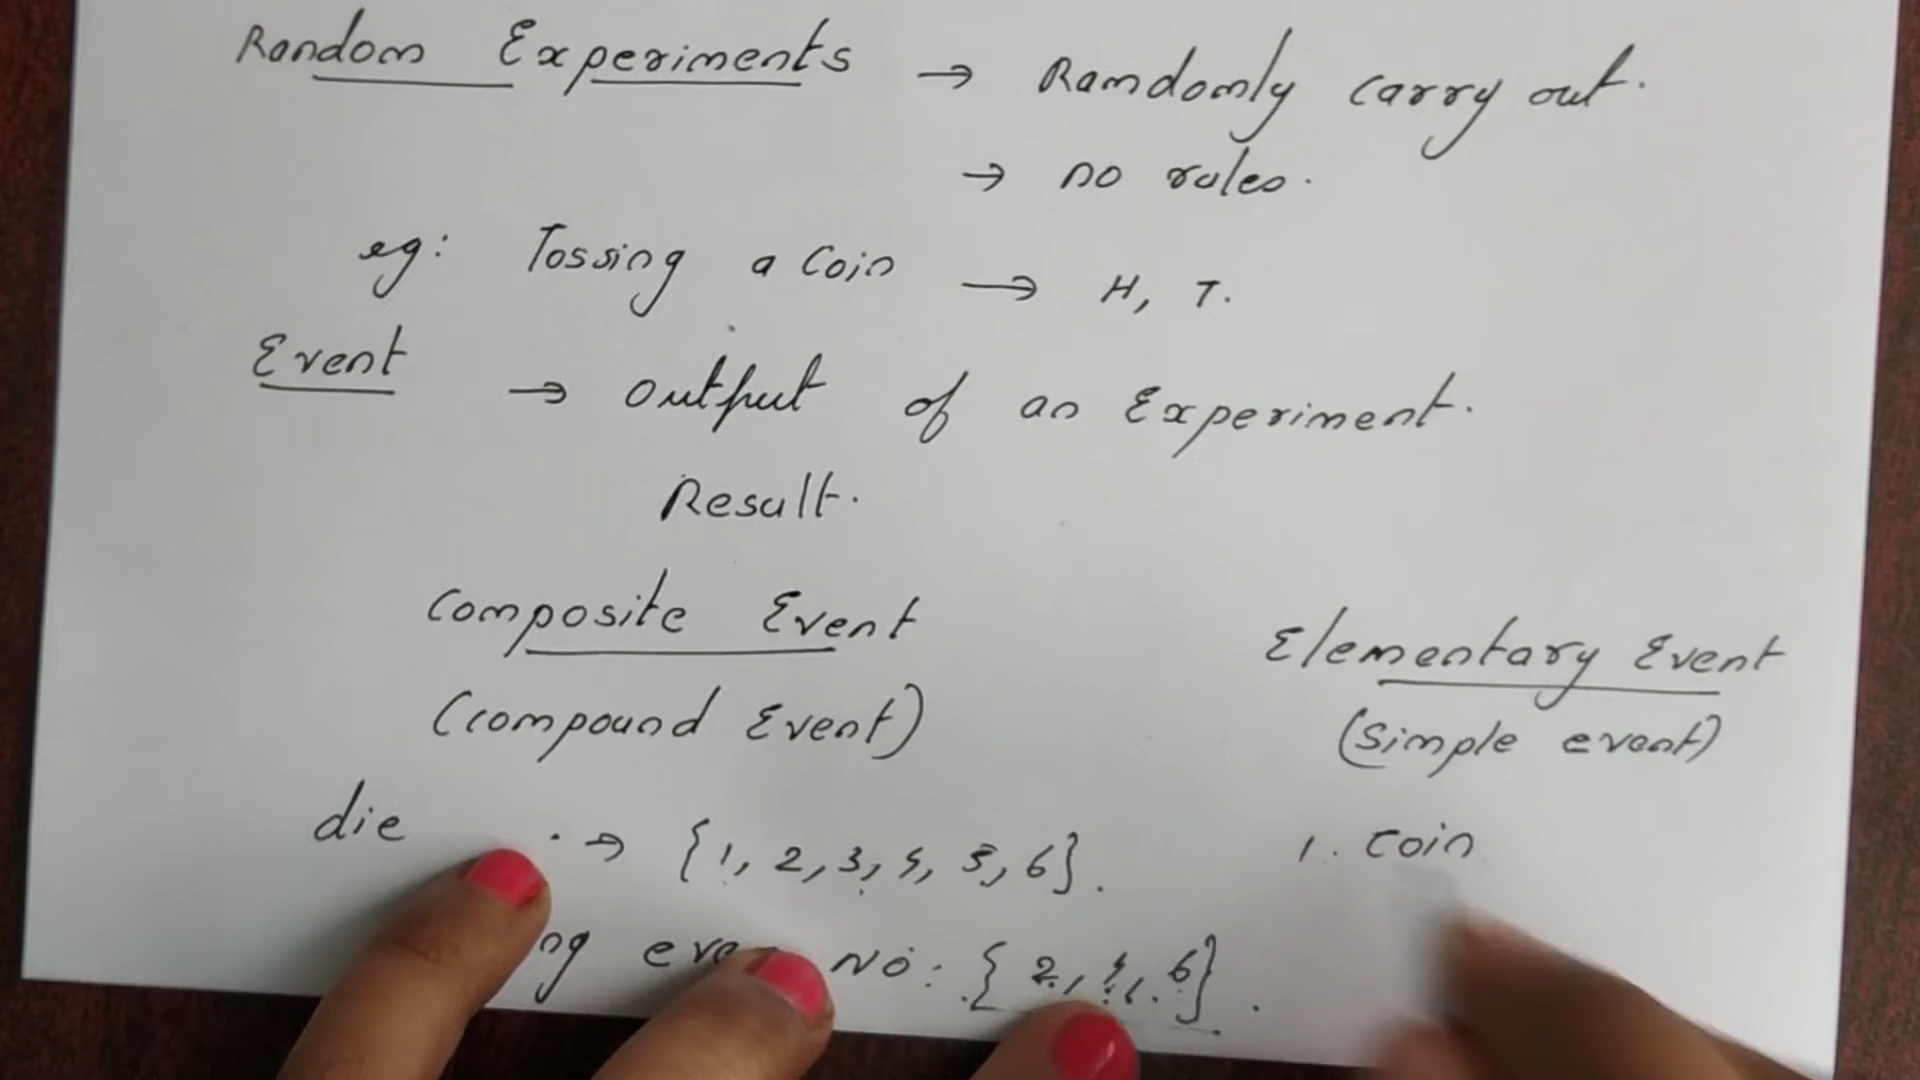 Random Experiments → Randomly carry out.
→ no rules.
eg: Tossing a Coin → H, T.
Event → Output of an Experiment.
Result.
Composite Event
(Compound Event)
Elementary Event
(Simple event)
die → {1, 2, 3, 4, 5, 6}.
1. Coin
No: {2, 4, 6}.